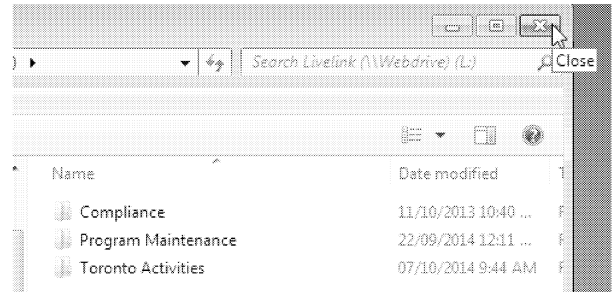 ) Search Livelink (\\Webdrive) (L:)
Close
Name Date modified T
Compliance 11/10/2013 10:40 ... F
Program Maintenance 22/09/2014 12:11 ... F
Toronto Activities 07/10/2014 9:44 AM F